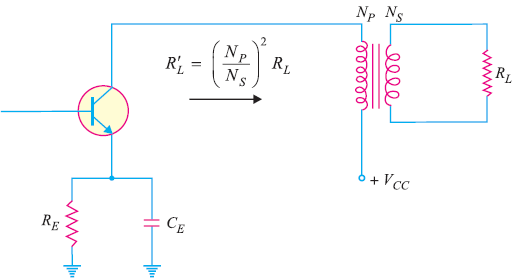 N_P N_S
R'_L = (N_P / N_S)^2 R_L
R_L
+ V_CC
R_E
C_E